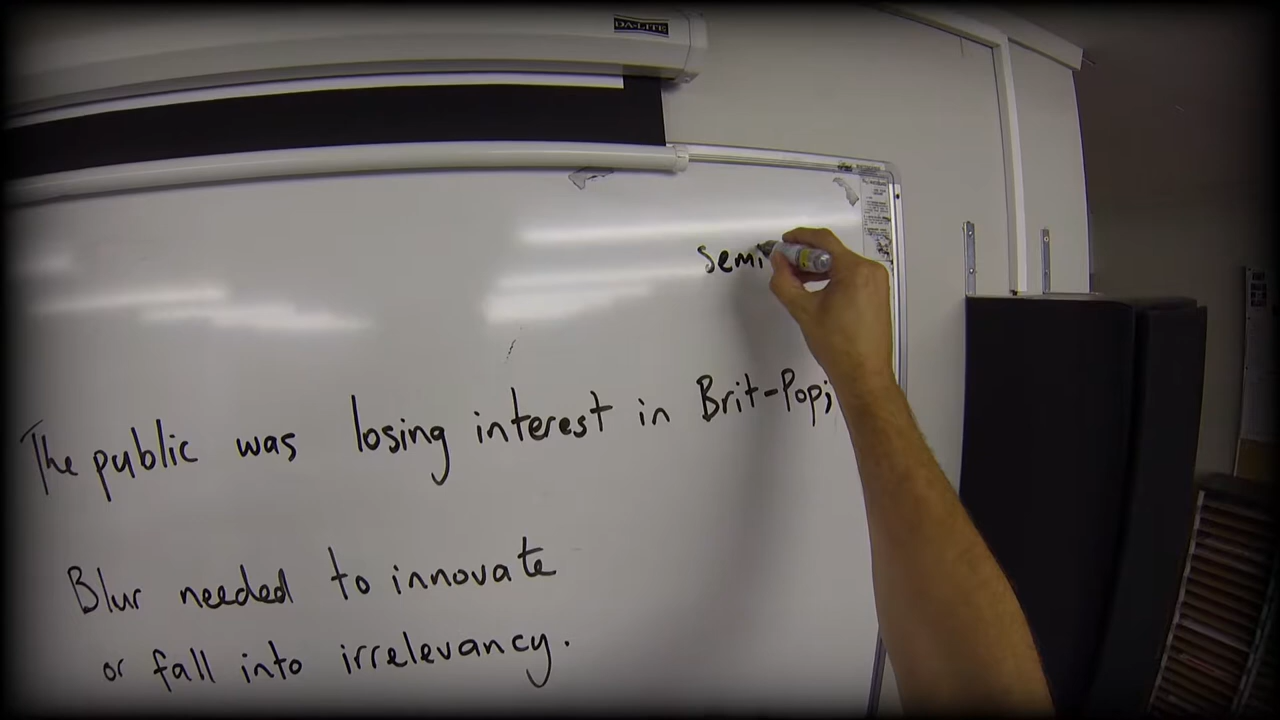 DA-LITE
semi
The public was losing interest in Brit-Pop;
Blur needed to innovate
or fall into irrelevancy.